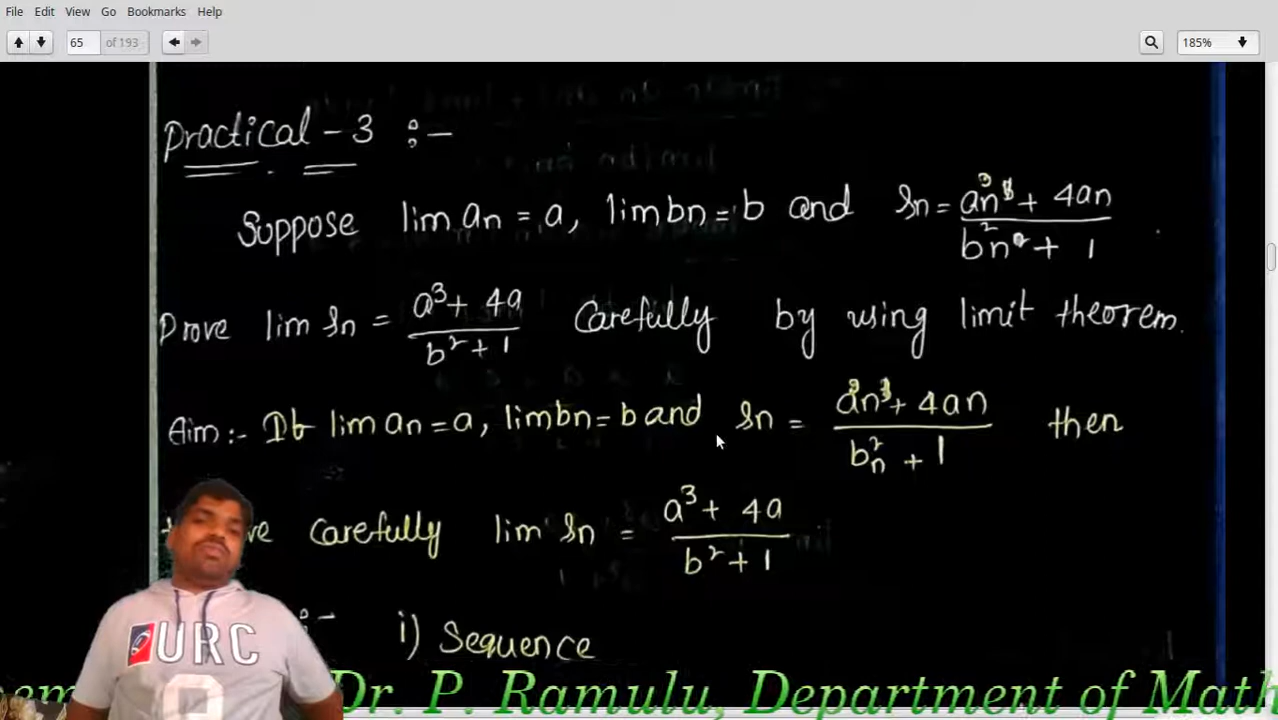 File Edit View Go Bookmarks Help
65 of 193 185%
Practical - 3 :-
Suppose lim an = a, lim bn = b and Sn = an³ + 4an / bn² + 1
Prove lim Sn = a³ + 4a / b² + 1 Carefully by using limit theorem.
Aim:- If lim an = a, lim bn = b and Sn = an³ + 4an / bn² + 1 then
Carefully lim Sn = a³ + 4a / b² + 1
:- i) Sequence
URC
Dr. P. Ramulu, Department of Math